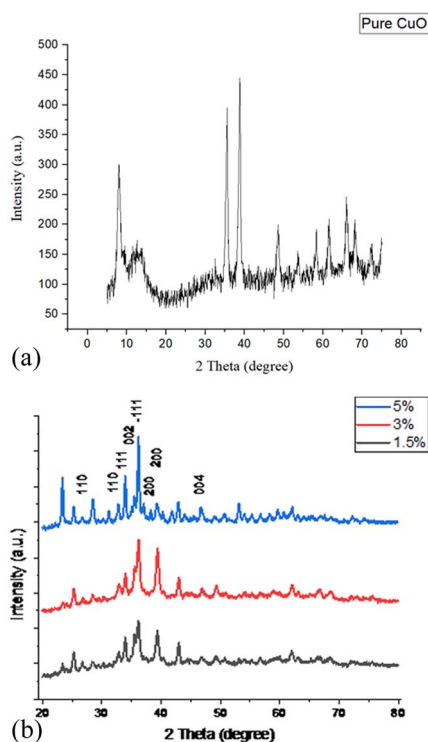 Pure CuO
500
450
400
350
300
250
200
150
100
50
Intensity (a.u.)
0 10 20 30 40 50 60 70 80
2 Theta (degree)
(a)
5%
3%
1.5%
110
110
111
002
-111
200
200
004
Intensity (a.u.)
20 30 40 50 60 70 80
2 Theta (degree)
(b)